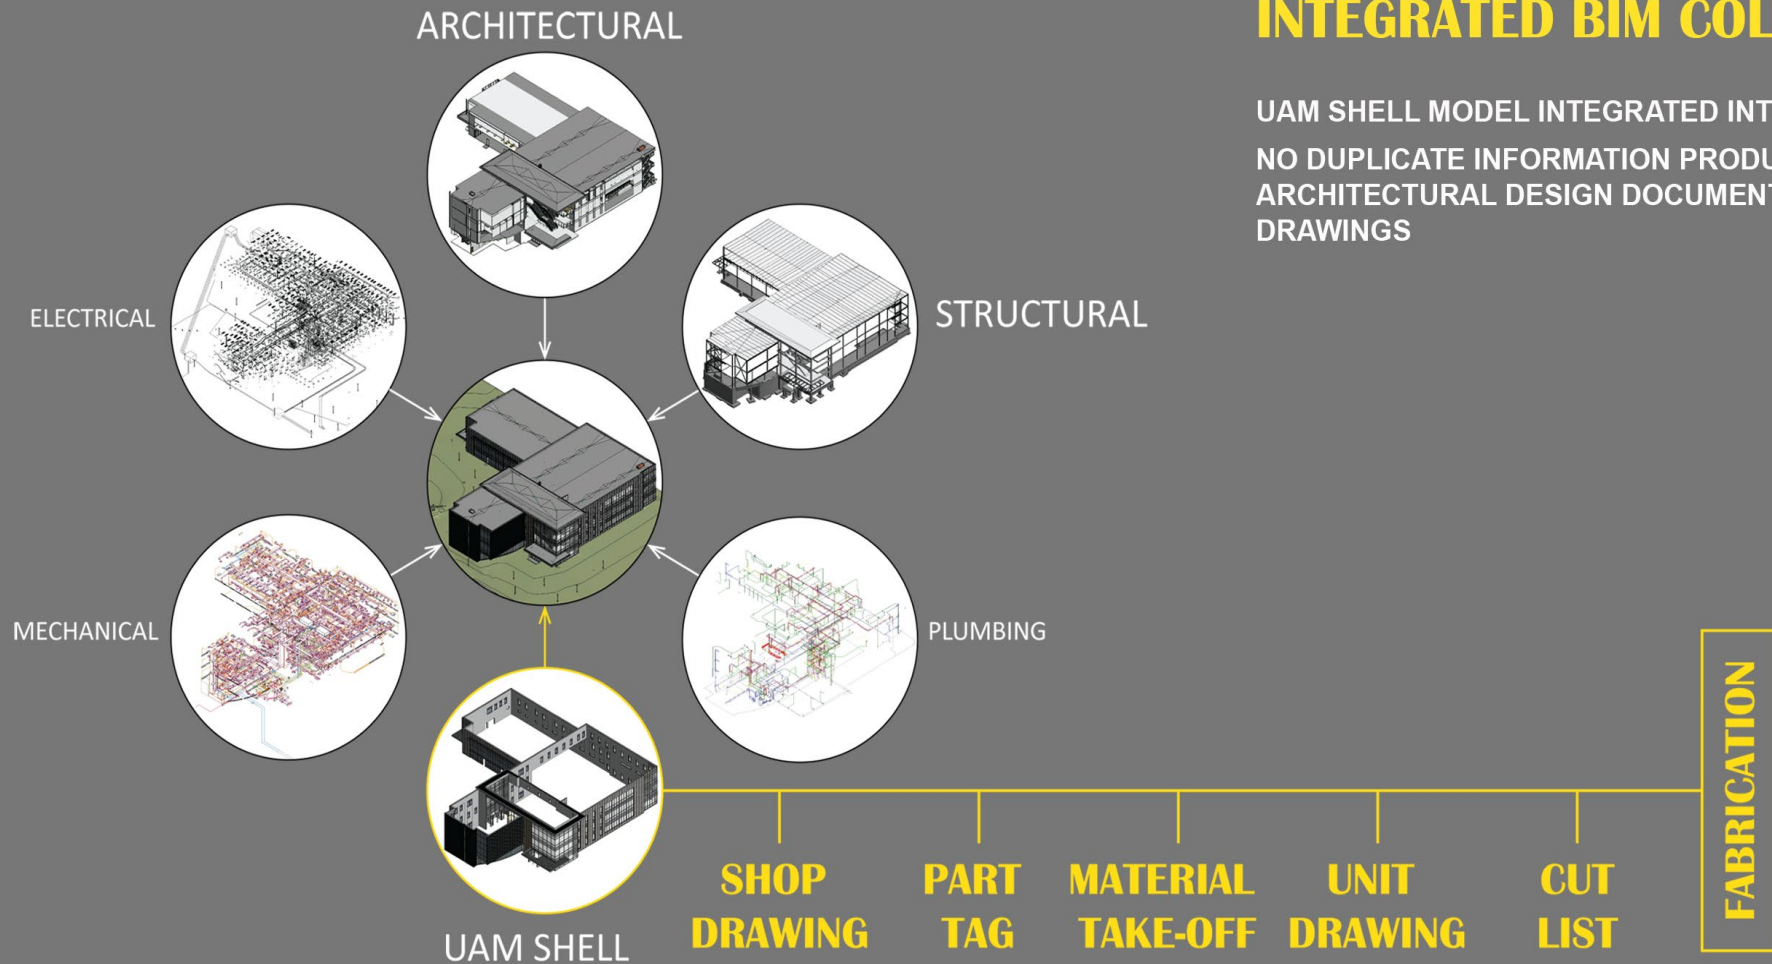 ARCHITECTURAL
INTEGRATED BIM COL
UAM SHELL MODEL INTEGRATED INT
NO DUPLICATE INFORMATION PRODU
ARCHITECTURAL DESIGN DOCUMENT
DRAWINGS
ELECTRICAL
STRUCTURAL
MECHANICAL
PLUMBING
UAM SHELL
SHOP
DRAWING
PART
TAG
MATERIAL
TAKE-OFF
UNIT
DRAWING
CUT
LIST
FABRICATION